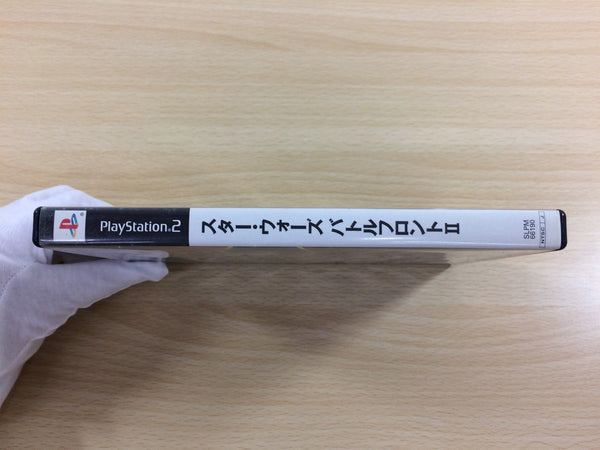 PlayStation®2
スター・ウォーズ バトルフロントⅡ
SLPM
66190
NTSC J